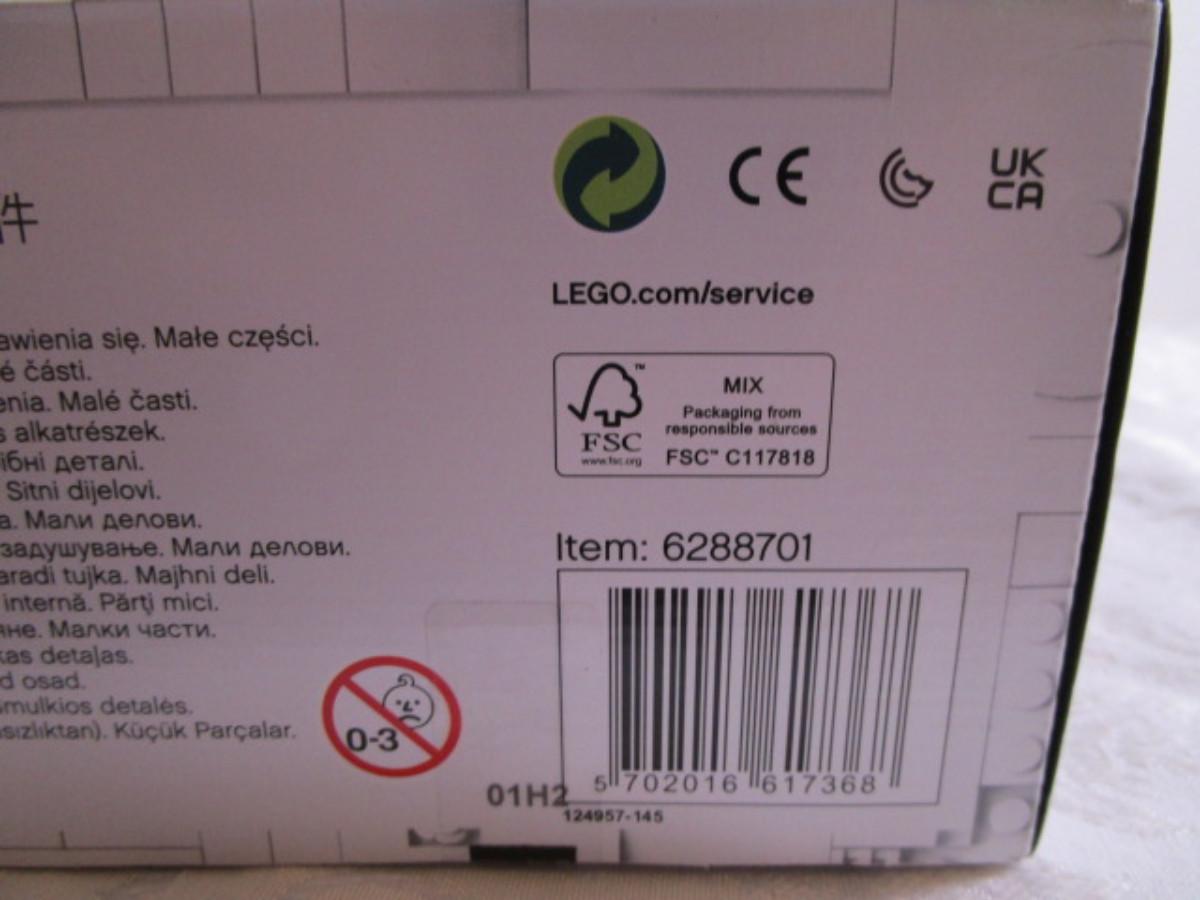 件
awienia się. Małe części.
é části.
enia. Malé časti.
s alkatrészek.
ібні деталі.
Sitni dijelovi.
a. Мали делови.
задушување. Мали делови.
aradi tujka. Majhni deli.
internă. Părţi mici.
яне. Малки части.
kas detaļas.
d osad.
Smulkios detalės.
sızlıktan). Küçük Parçalar.
0-3
CE
UK
CA
LEGO.com/service
FSC
www.fsc.org
MIX
Packaging from
responsible sources
FSC™ C117818
Item: 6288701
5 702016 617368
01H2
124957-145